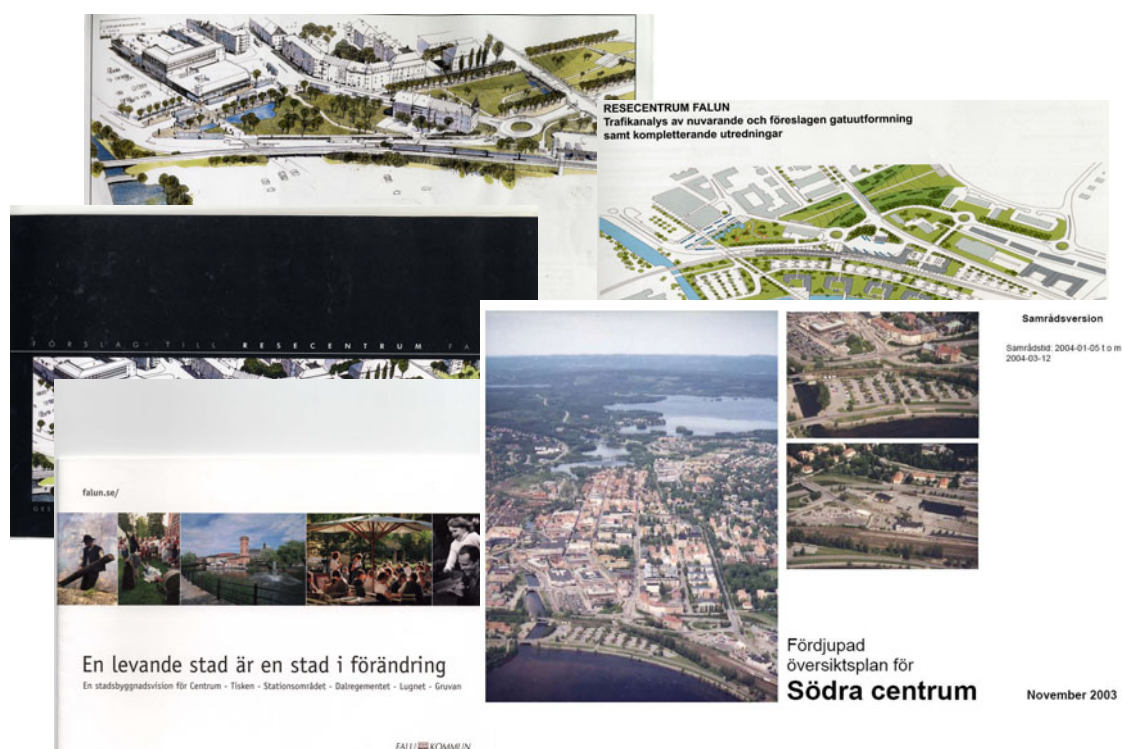 RESECENTRUM FALUN
Trafikanalys av nuvarande och föreslagen gatuutformning
samt kompletterande utredningar
FÖRSLAG TILL RESECENTRUM FA
Samrådsversion
Samrådstid: 2004-01-05 t o m
2004-03-12
falun.se/
En levande stad är en stad i förändring
En stadsbyggnadsvision för Centrum - Tisken - Stationsområdet - Dalregementet - Lugnet - Gruvan
FALU KOMMUN
Fördjupad
översiktsplan för
Södra centrum
November 2003